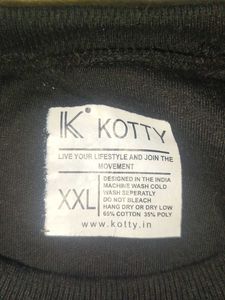 K KOTTY
LIVE YOUR LIFESTYLE AND JOIN THE
MOVEMENT
XXL
DESIGNED IN THE INDIA
MACHINE WASH COLD
WASH SEPERATLY
DO NOT BLEACH
HANG DRY OR DRY LOW
65% COTTON 35% POLY
www.kotty.in